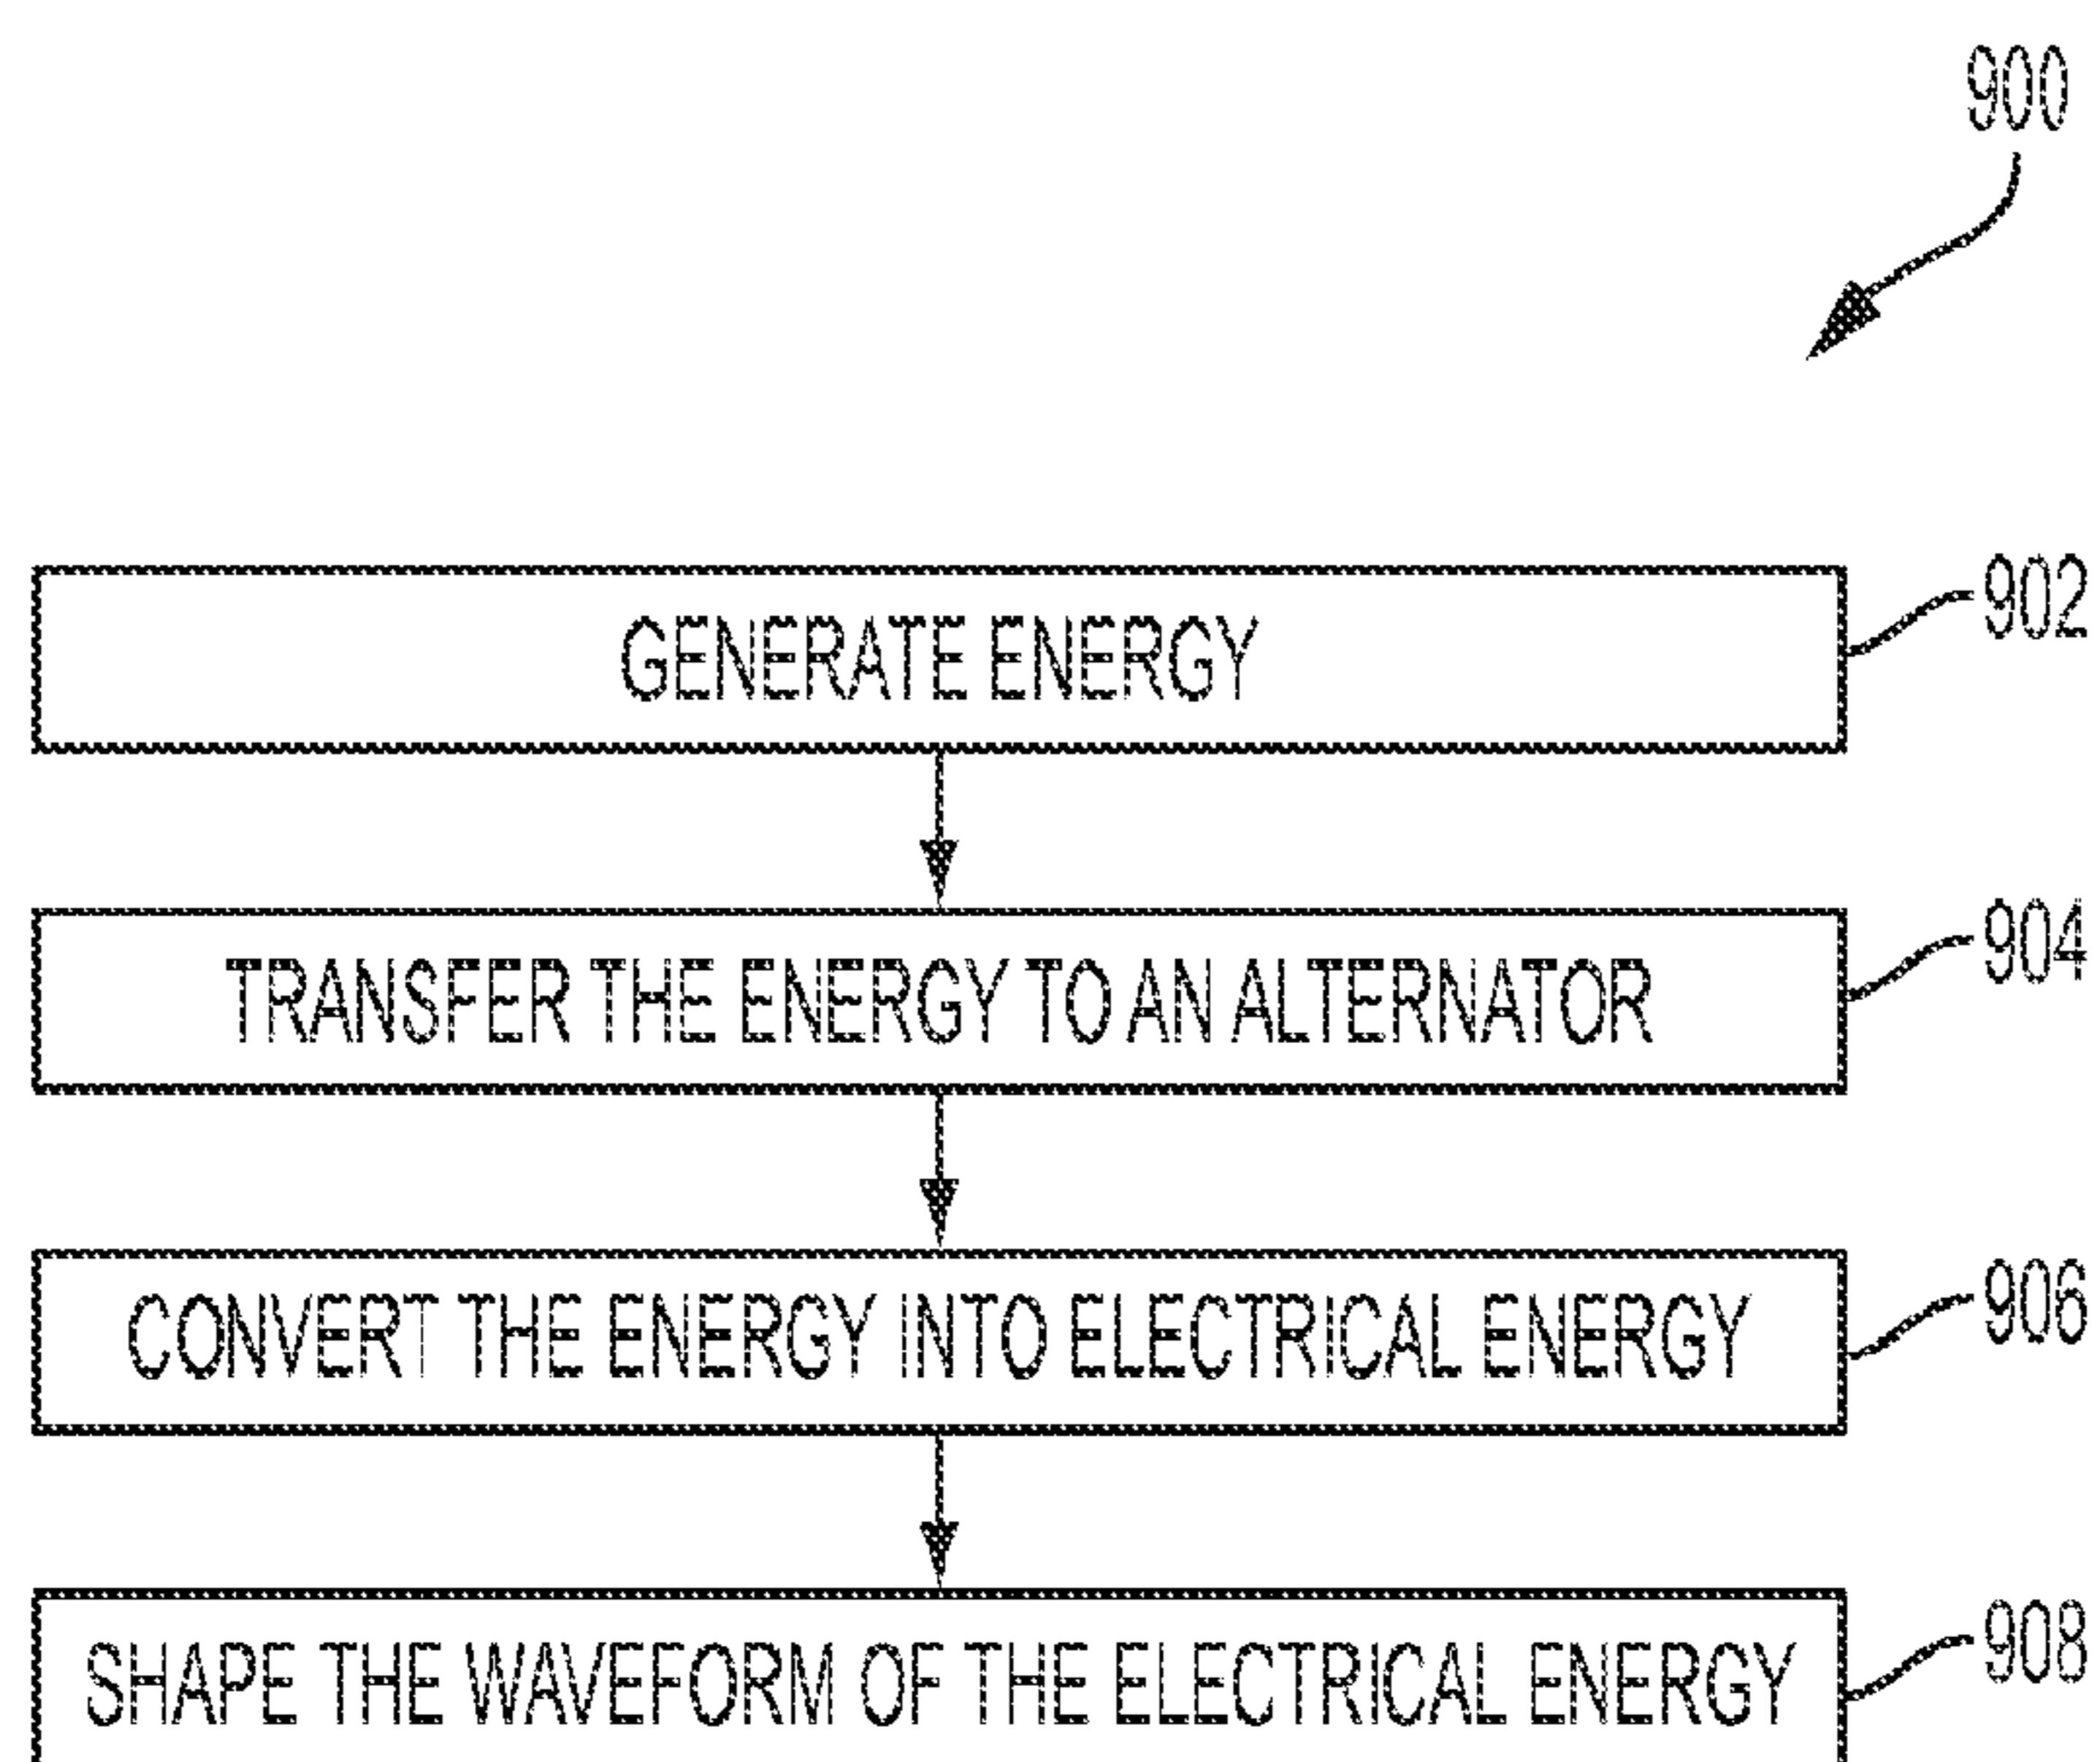 900
GENERATE ENERGY
902
TRANSFER THE ENERGY TO AN ALTERNATOR
904
CONVERT THE ENERGY INTO ELECTRICAL ENERGY
906
SHAPE THE WAVEFORM OF THE ELECTRICAL ENERGY
908